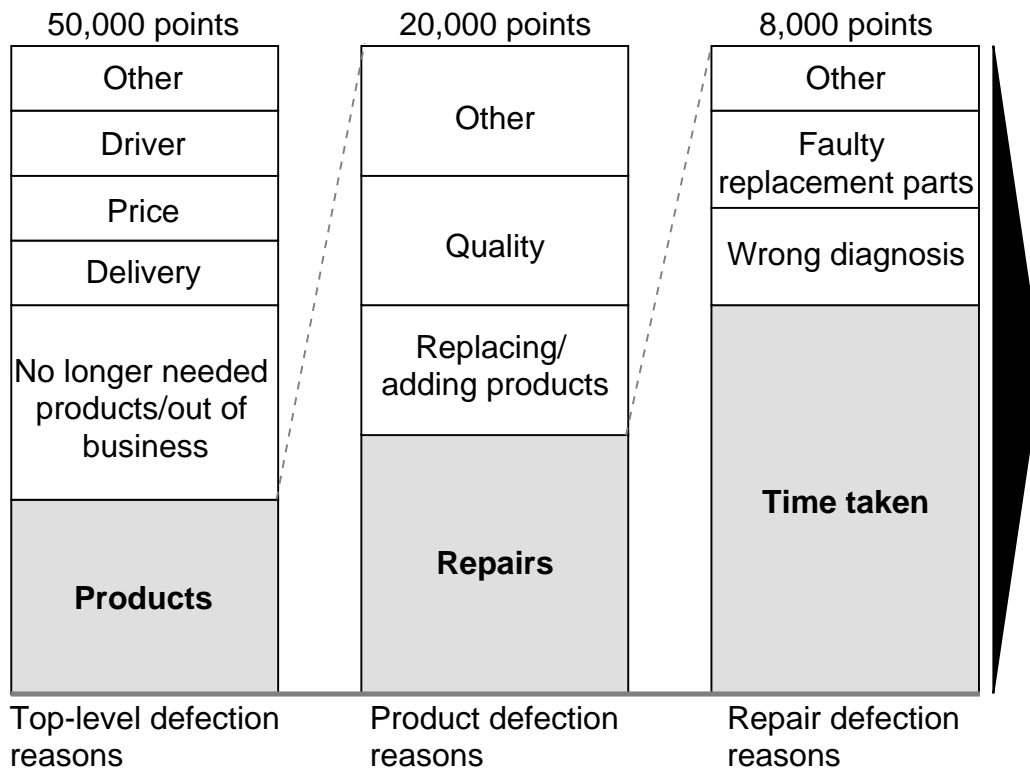 50,000 points
Other
Driver
Price
Delivery
No longer needed
products/out of
business
Products
Top-level defection
reasons
20,000 points
Other
Quality
Replacing/
adding products
Repairs
Product defection
reasons
8,000 points
Other
Faulty
replacement parts
Wrong diagnosis
Time taken
Repair defection
reasons